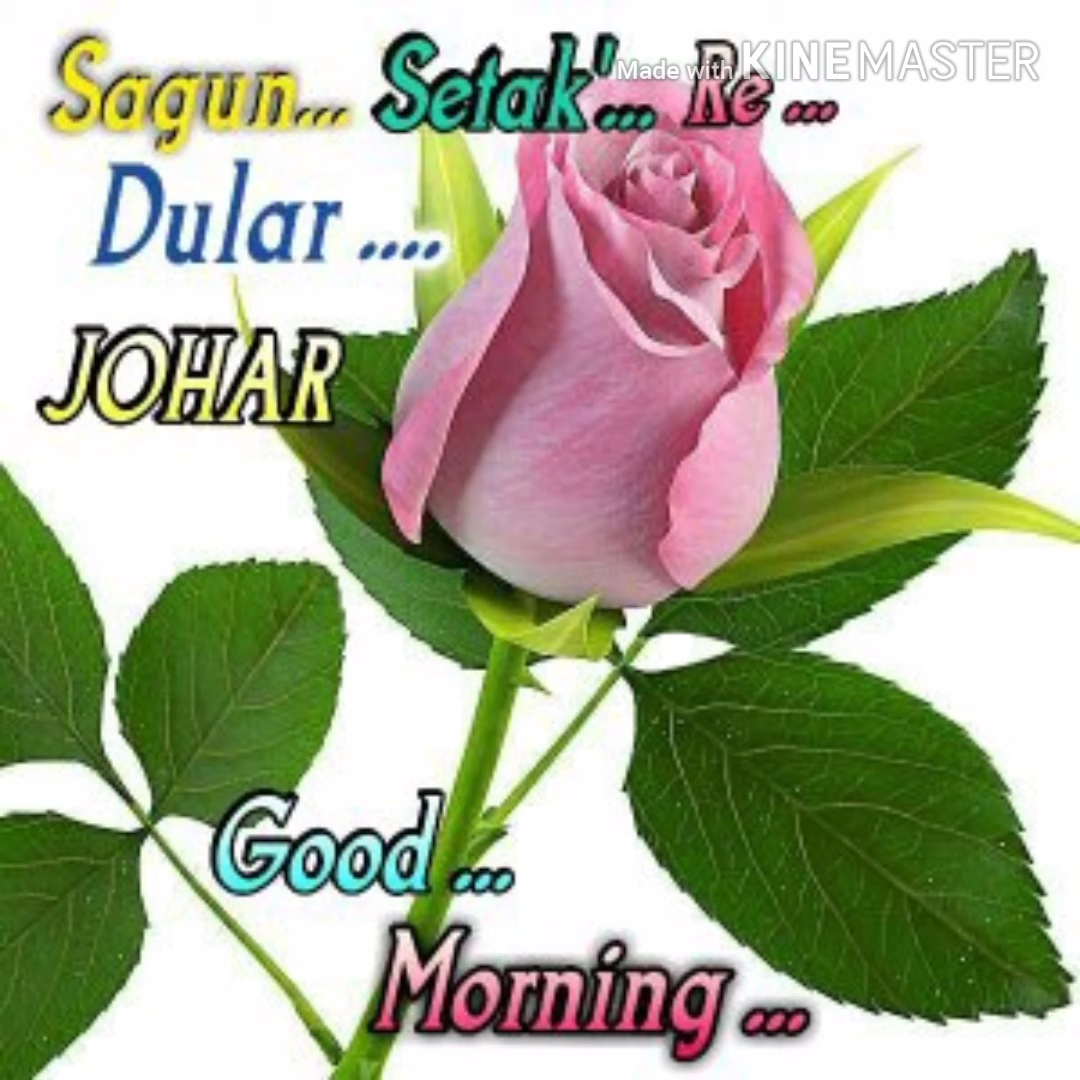 Sagun... Setak'... Re ...
Made with KINEMASTER
Dular ....
JOHAR
Good ...
Morning ...